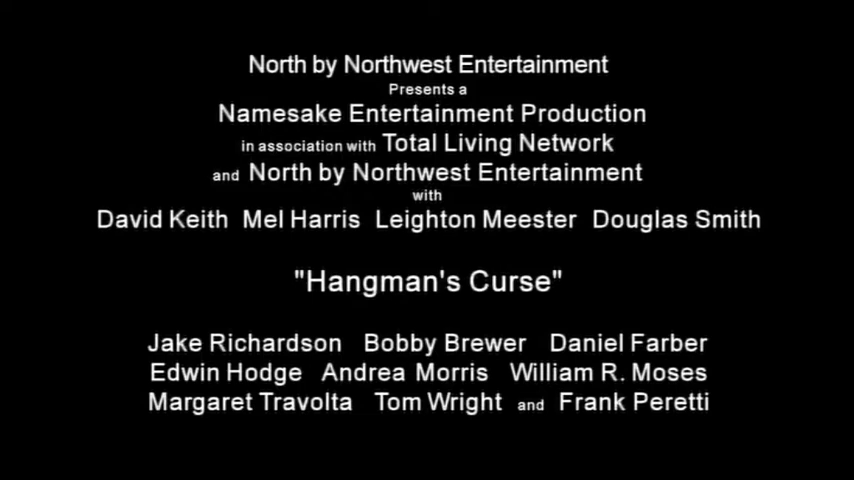 North by Northwest Entertainment
Presents a
Namesake Entertainment Production
in association with Total Living Network
and North by Northwest Entertainment
with
David Keith Mel Harris Leighton Meester Douglas Smith
"Hangman's Curse"
Jake Richardson Bobby Brewer Daniel Farber
Edwin Hodge Andrea Morris William R. Moses
Margaret Travolta Tom Wright and Frank Peretti